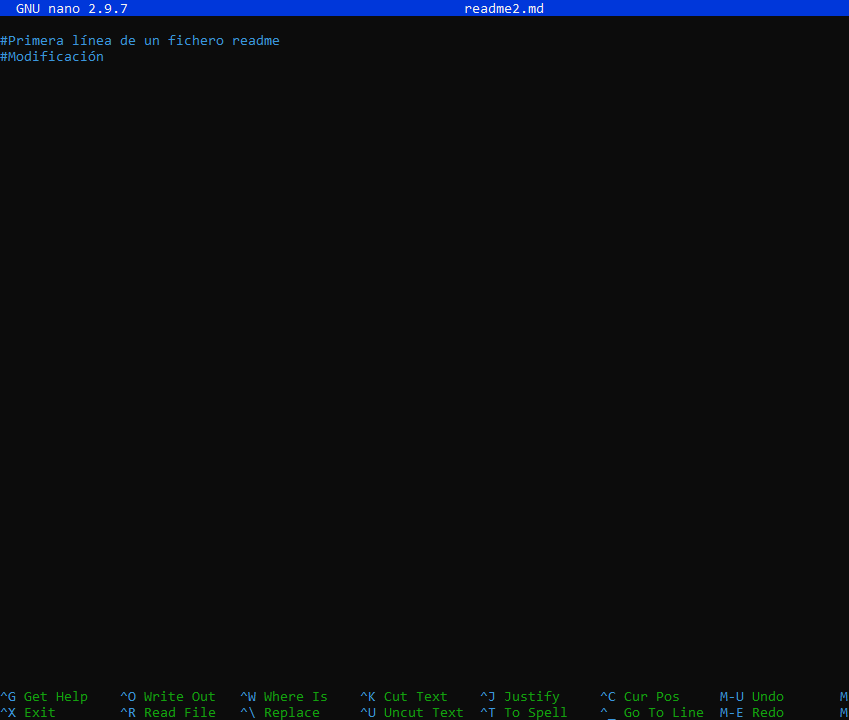 GNU nano 2.9.7 readme2.md
#Primera línea de un fichero readme
#Modificación
^G Get Help ^O Write Out ^W Where Is ^K Cut Text ^J Justify ^C Cur Pos M-U Undo M
^X Exit ^R Read File ^\ Replace ^U Uncut Text ^T To Spell ^_ Go To Line M-E Redo M